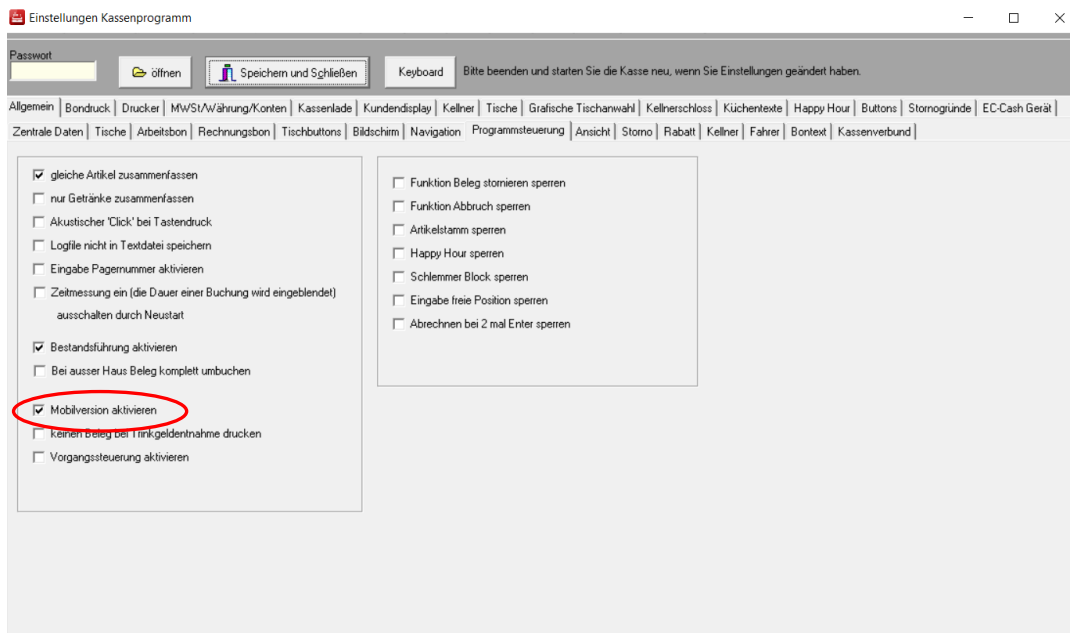 Einstellungen Kassenprogramm
Passwort
öffnen
Speichern und Schließen
Keyboard
Bitte beenden und starten Sie die Kasse neu, wenn Sie Einstellungen geändert haben.
Allgemein Bondruck Drucker MWSt/Währung/Konten Kassenlade Kundendisplay Kellner Tische Grafische Tischanwahl Kellnerschloss Küchentexte Happy Hour Buttons Stornogründe EC-Cash Gerät
Zentrale Daten Tische Arbeitsbon Rechnungsbon Tischbuttons Bildschirm Navigation Programmsteuerung Ansicht Storno Rabatt Kellner Fahrer Bontext Kassenverbund
gleiche Artikel zusammenfassen
nur Getränke zusammenfassen
Akustischer 'Click' bei Tastendruck
Logfile nicht in Textdatei speichern
Eingabe Pagernummer aktivieren
Zeitmessung ein (die Dauer einer Buchung wird eingeblendet)
ausschalten durch Neustart
Bestandsführung aktivieren
Bei ausser Haus Beleg komplett umbuchen
Mobilversion aktivieren
keinen Beleg bei Trinkgeldentnahme drucken
Vorgangssteuerung aktivieren
Funktion Beleg stornieren sperren
Funktion Abbruch sperren
Artikelstamm sperren
Happy Hour sperren
Schlemmer Block sperren
Eingabe freie Position sperren
Abrechnen bei 2 mal Enter sperren